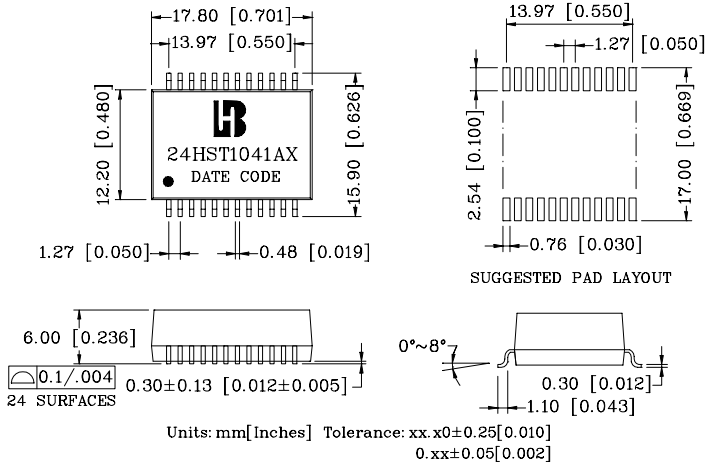 17.80 [0.701]
13.97 [0.550]
12.20 [0.480]
HB
24HST1041AX
DATE CODE
15.90 [0.626]
1.27 [0.050]
0.48 [0.019]
13.97 [0.550]
1.27 [0.050]
2.54 [0.100]
17.00 [0.669]
0.76 [0.030]
SUGGESTED PAD LAYOUT
6.00 [0.236]
0.1/.004
24 SURFACES
0.30±0.13 [0.012±0.005]
0°~8°
0.30 [0.012]
1.10 [0.043]
Units: mm[Inches] Tolerance: xx.x0±0.25[0.010]
0.xx±0.05[0.002]